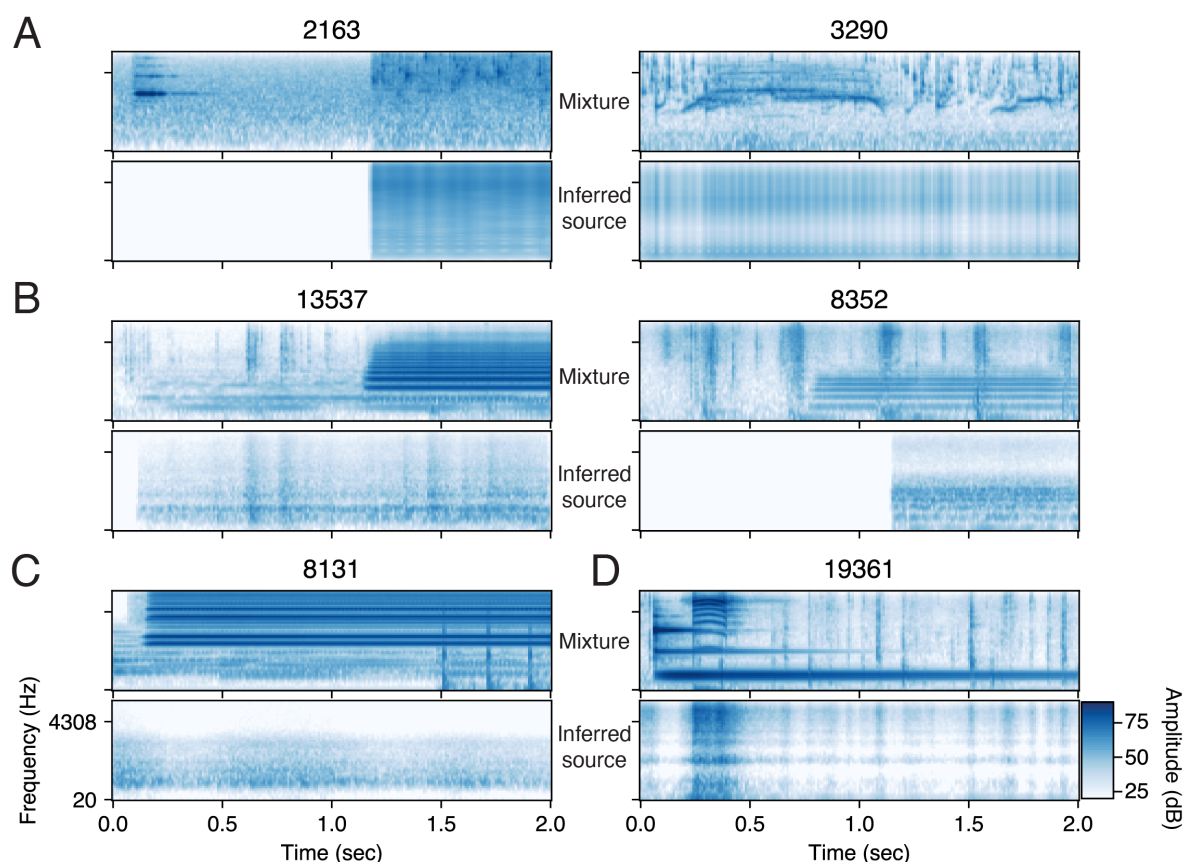 A
2163
3290
Mixture
Inferred
source
B
13537
8352
Mixture
Inferred
source
C
8131
D
19361
Mixture
Inferred
source
Frequency (Hz)
4308
20
0.0 0.5 1.0 1.5 2.0
Time (sec)
0.0 0.5 1.0 1.5 2.0
Time (sec)
75
50
25
Amplitude (dB)